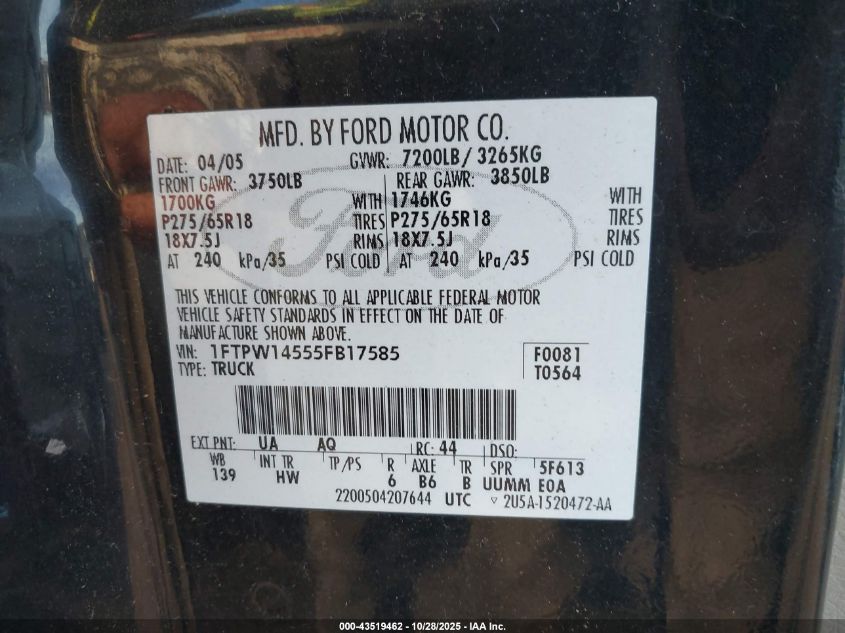 MFD. BY FORD MOTOR CO.
DATE: 04/05 GVWR: 7200LB/ 3265KG
FRONT GAWR: 3750LB REAR GAWR: 3850LB
1700KG WITH 1746KG WITH
P275/65R18 TIRES P275/65R18 TIRES
18X7.5J RIMS 18X7.5J RIMS
AT 240 kPa/35 PSI COLD AT 240 kPa/35 PSI COLD
Ford
THIS VEHICLE CONFORMS TO ALL APPLICABLE FEDERAL MOTOR
VEHICLE SAFETY STANDARDS IN EFFECT ON THE DATE OF
MANUFACTURE SHOWN ABOVE.
VIN: 1FTPW14555FB17585 F0081
TYPE: TRUCK T0564
EXT PNT: UA AQ RC: 44 DSO:
WB INT TR TP/PS R AXLE TR SPR 5F613
139 HW 6 B6 B UUMM EOA
2200504207644 UTC ▽ 2U5A-1520472-AA
000-43519462 - 10/28/2025 - IAA Inc.